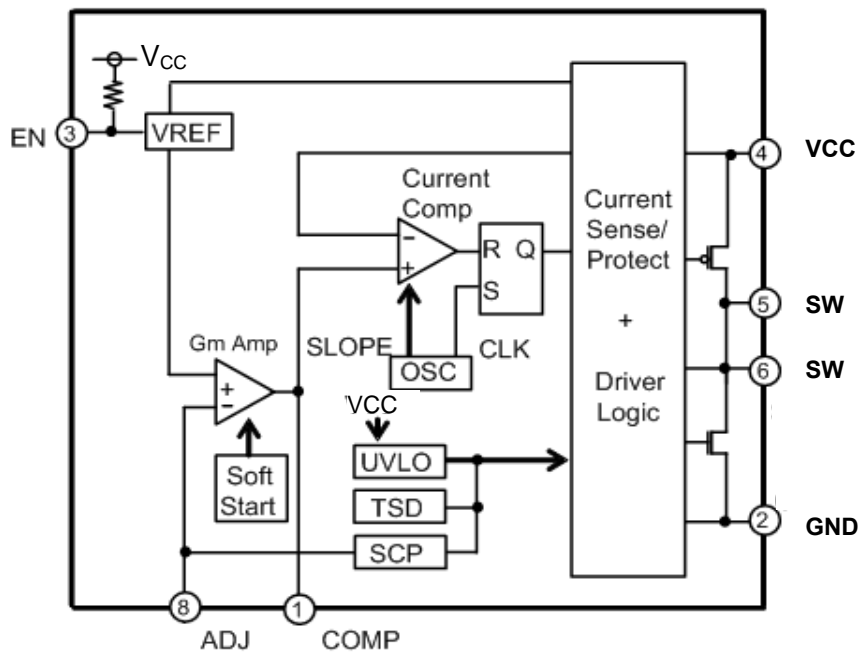 VCC
EN
3
VREF
4
VCC
Current
Comp
−
+
R Q
S
Current
Sense/
Protect
+
Driver
Logic
5
SW
6
SW
SLOPE
OSC
CLK
Gm Amp
+
−
VCC
UVLO
TSD
SCP
Soft
Start
2
GND
8
ADJ
1
COMP